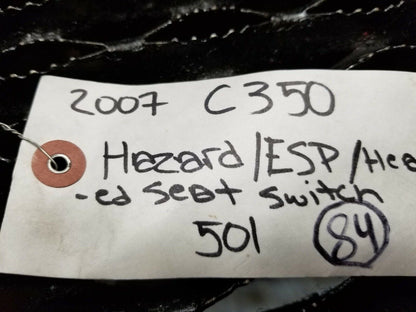 2007 C350
Hazard/ESP/Hea
-ed seat switch
501 84